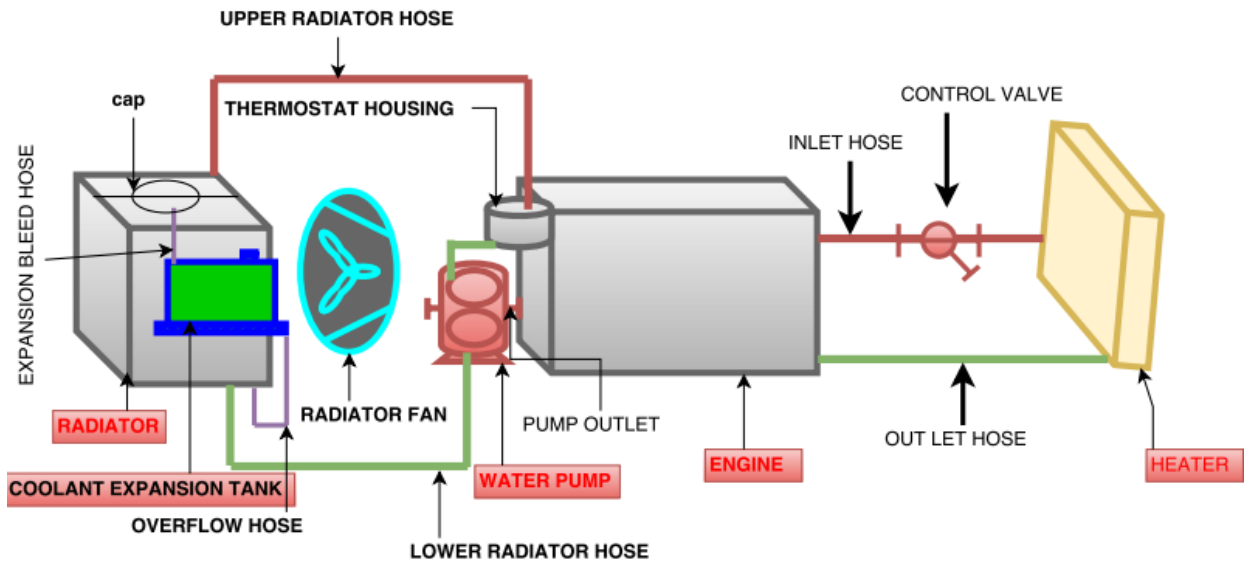 UPPER RADIATOR HOSE
cap
THERMOSTAT HOUSING
CONTROL VALVE
INLET HOSE
EXPANSION BLEED HOSE
RADIATOR
RADIATOR FAN
PUMP OUTLET
OUT LET HOSE
ENGINE
HEATER
WATER PUMP
COOLANT EXPANSION TANK
OVERFLOW HOSE
LOWER RADIATOR HOSE